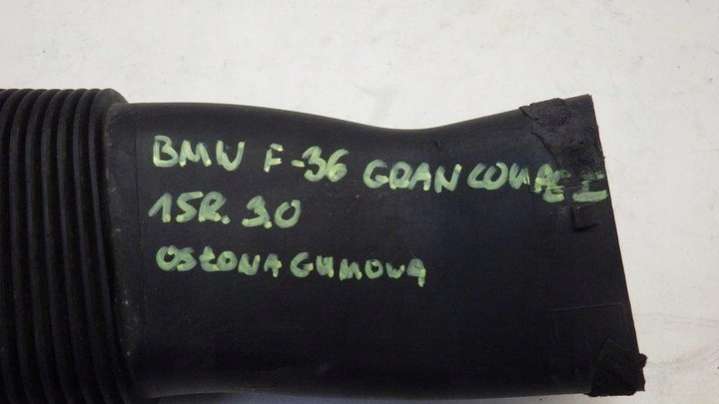 BMW F-36 GRAN COUPE I
15R. 3.0
OSŁONA GUMOWA